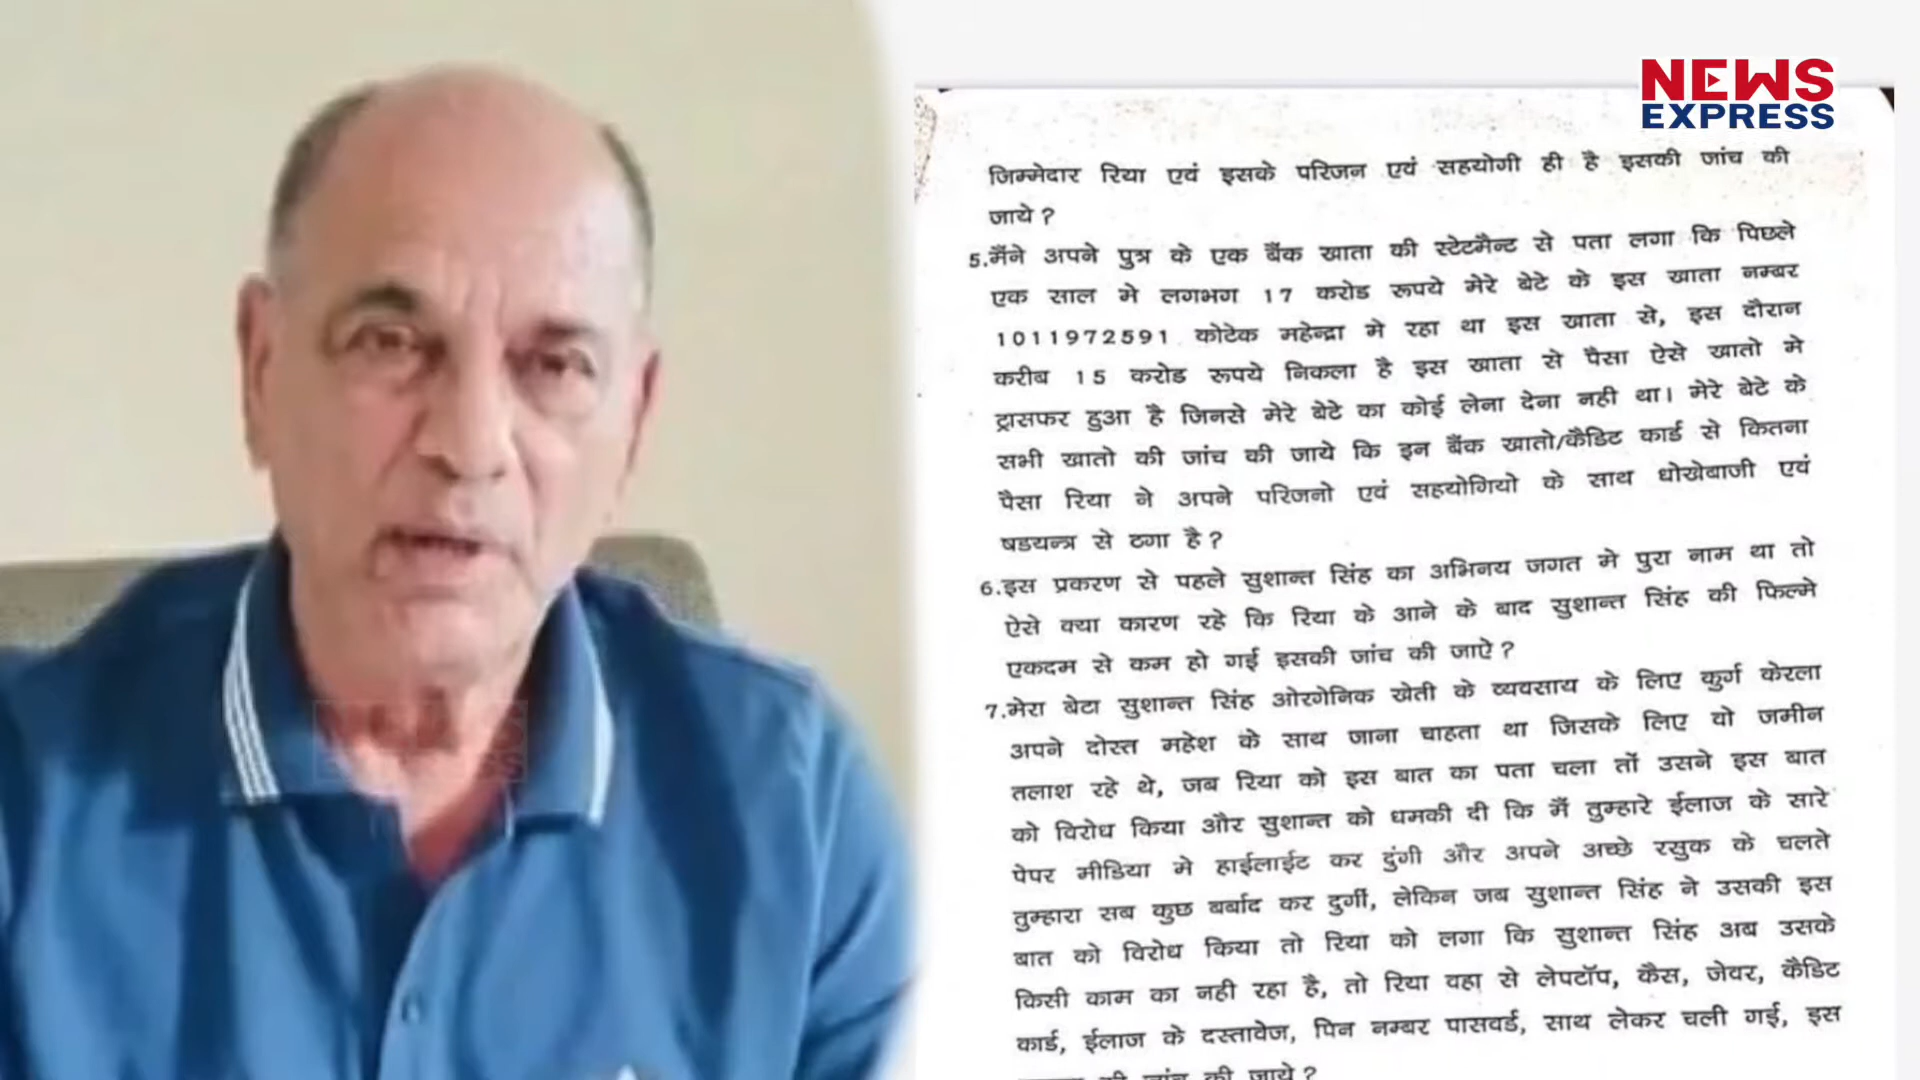 NEWS
EXPRESS
जिम्मेदार रिया एवं इसके परिजन एवं सहयोगी ही है इसकी जांच की
जाये ?
5.मैंने अपने पुत्र के एक बैंक खाता की स्टेटमैन्ट से पता लगा कि पिछले
एक साल मे लगभग 17 करोड रूपये मेरे बेटे के इस खाता नम्बर
1011972591 कोटेक महेन्द्रा मे रहा था इस खाता से, इस दौरान
करीब 15 करोड रूपये निकला है इस खाता से पैसा ऐसे खातो मे
ट्रासफर हुआ है जिनसे मेरे बेटे का कोई लेना देना नही था। मेरे बेटे के
सभी खातो की जांच की जाये कि इन बैंक खातो/कैडिट कार्ड से कितना
पैसा रिया ने अपने परिजनो एवं सहयोगियो के साथ धोखेबाजी एवं
षडयन्त्र से ठगा है ?
6.इस प्रकरण से पहले सुशान्त सिंह का अभिनय जगत मे पुरा नाम था तो
ऐसे क्या कारण रहे कि रिया के आने के बाद सुशान्त सिंह की फिल्मे
एकदम से कम हो गई इसकी जांच की जाऐ ?
7.मेरा बेटा सुशान्त सिंह ओरगेनिक खेती के व्यवसाय के लिए कुर्ग केरला
अपने दोस्त महेश के साथ जाना चाहता था जिसके लिए वो जमीन
तलाश रहे थे, जब रिया को इस बात का पता चला तों उसने इस बात
को विरोध किया और सुशान्त को धमकी दी कि मैं तुम्हारे ईलाज के सारे
पेपर मीडिया मे हाईलाईट कर दुंगी और अपने अच्छे रसुक के चलते
तुम्हारा सब कुछ बर्बाद कर दुर्गी, लेकिन जब सुशान्त सिंह ने उसकी इस
बात को विरोध किया तो रिया को लगा कि सुशान्त सिंह अब उसके
किसी काम का नही रहा है, तो रिया वहा से लेपटॉप, कैस, जेवर, कैडिट
कार्ड, ईलाज के दस्तावेज, पिन नम्बर पासवर्ड, साथ लेकर चली गई, इस
की जांच की जाये ?